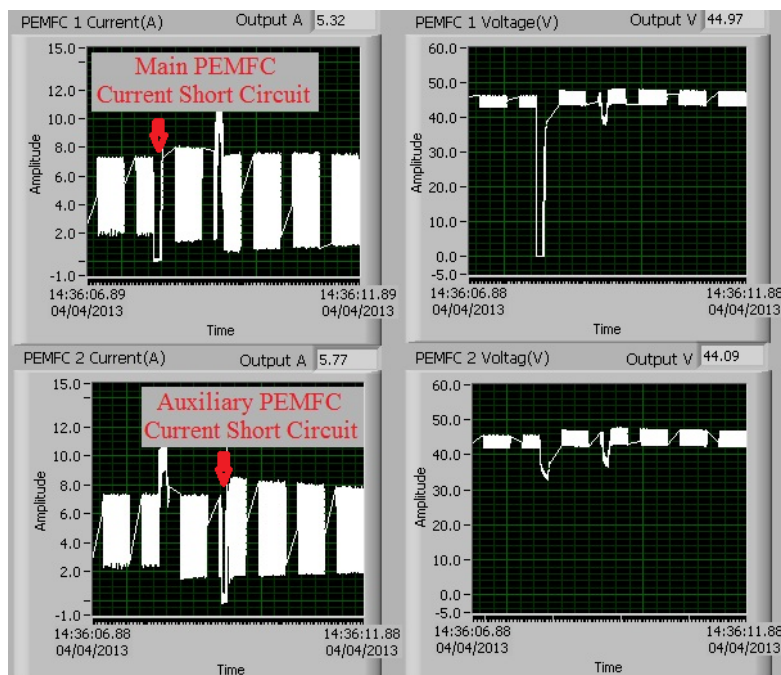 PEMFC 1 Current(A)
Output A
5.32
15.0
Main PEMFC
Current Short Circuit
12.0
10.0
8.0
6.0
4.0
2.0
-1.0
Amplitude
14:36:06.89
04/04/2013
14:36:11.89
04/04/2013
Time
PEMFC 1 Voltage(V)
Output V
44.97
60.0
50.0
40.0
30.0
20.0
10.0
0.0
-5.0
Amplitude
14:36:06.88
04/04/2013
14:36:11.88
04/04/2013
Time
PEMFC 2 Current(A)
Output A
5.77
15.0
Auxiliary PEMFC
Current Short Circuit
12.0
10.0
8.0
6.0
4.0
2.0
-1.0
Amplitude
14:36:06.88
04/04/2013
14:36:11.88
04/04/2013
Time
PEMFC 2 Voltag(V)
Output V
44.09
60.0
50.0
40.0
30.0
20.0
10.0
0.0
-5.0
Amplitude
14:36:06.88
04/04/2013
14:36:11.88
04/04/2013
Time